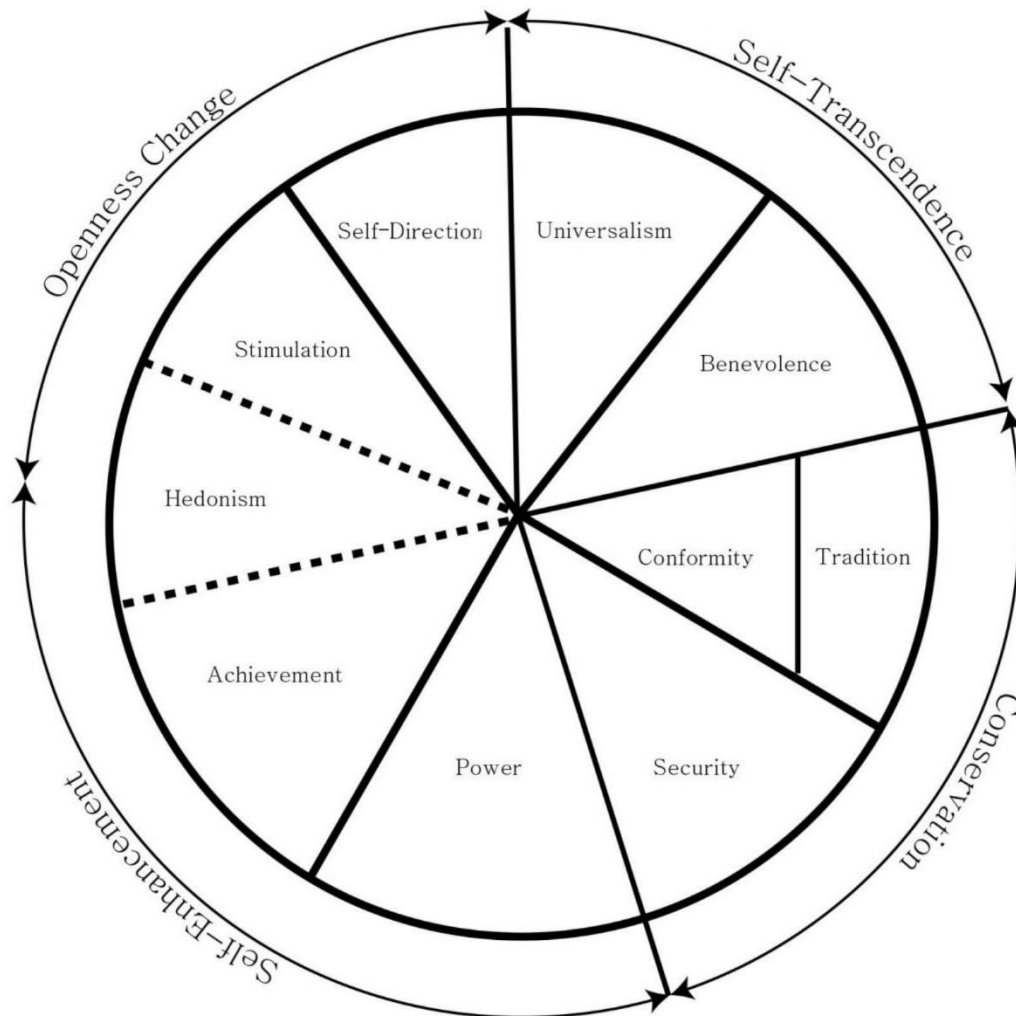 Openness Change
Self-Transcendence
Self-Direction
Universalism
Stimulation
Benevolence
Hedonism
Conformity
Tradition
Achievement
Power
Security
Self-Enhancement
Conservation